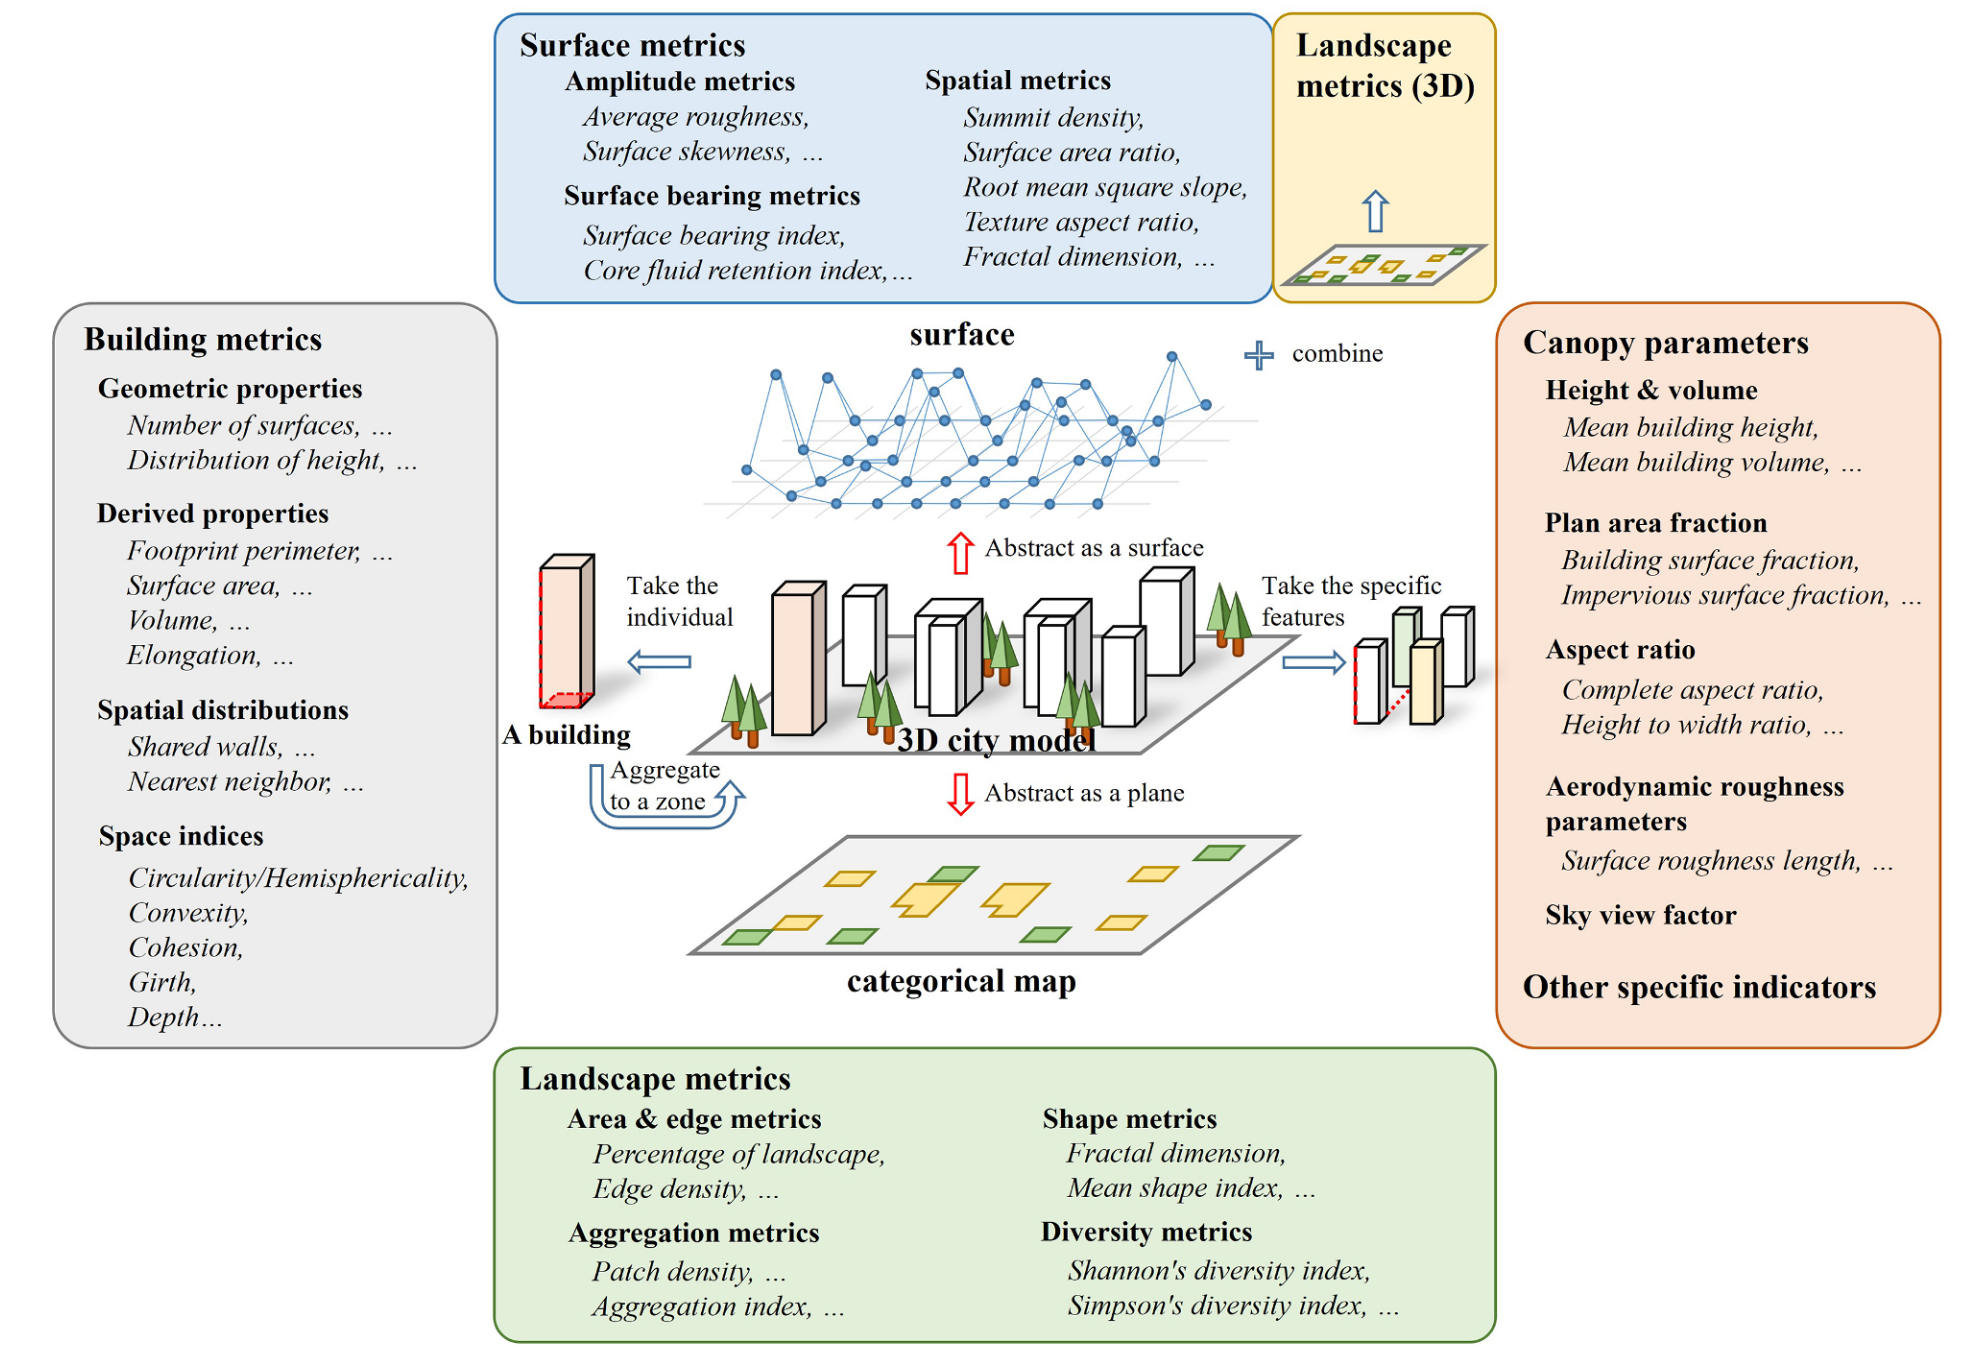 Surface metrics
Amplitude metrics
Average roughness,
Surface skewness, ...
Surface bearing metrics
Surface bearing index,
Core fluid retention index,...
Spatial metrics
Summit density,
Surface area ratio,
Root mean square slope,
Texture aspect ratio,
Fractal dimension, ...
Landscape
metrics (3D)
Building metrics
Geometric properties
Number of surfaces, ...
Distribution of height, ...
Derived properties
Footprint perimeter, ...
Surface area, ...
Volume, ...
Elongation, ...
Spatial distributions
Shared walls, ...
Nearest neighbor, ...
Space indices
Circularity/Hemisphericality,
Convexity,
Cohesion,
Girth,
Depth...
surface
combine
Abstract as a surface
Take the
individual
A building
Aggregate
to a zone
3D city model
Take the specific
features
Abstract as a plane
categorical map
Canopy parameters
Height & volume
Mean building height,
Mean building volume, ...
Plan area fraction
Building surface fraction,
Impervious surface fraction, ...
Aspect ratio
Complete aspect ratio,
Height to width ratio, ...
Aerodynamic roughness
parameters
Surface roughness length, ...
Sky view factor
Other specific indicators
Landscape metrics
Area & edge metrics
Percentage of landscape,
Edge density, ...
Aggregation metrics
Patch density, ...
Aggregation index, ...
Shape metrics
Fractal dimension,
Mean shape index, ...
Diversity metrics
Shannon's diversity index,
Simpson's diversity index, ...